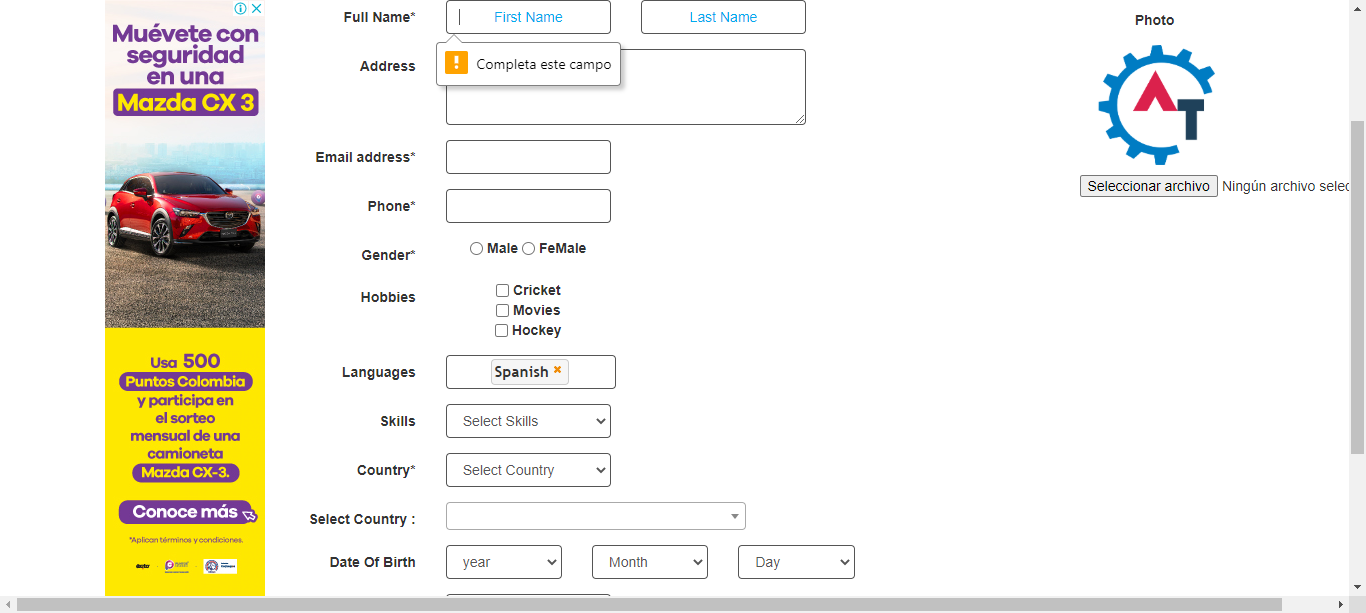 Muévete con
seguridad
en una
Mazda CX 3
Usa 500
Puntos Colombia
y participa en
el sorteo
mensual de una
camioneta
Mazda CX-3.
Conoce más
*Aplican términos y condiciones.
Full Name*
First Name
Last Name
Completa este campo
Address
Email address*
Phone*
Gender*
Male
FeMale
Hobbies
Cricket
Movies
Hockey
Languages
Spanish
Skills
Select Skills
Country*
Select Country
Select Country :
Date Of Birth
year
Month
Day
Photo
AT
Seleccionar archivo
Ningún archivo selec